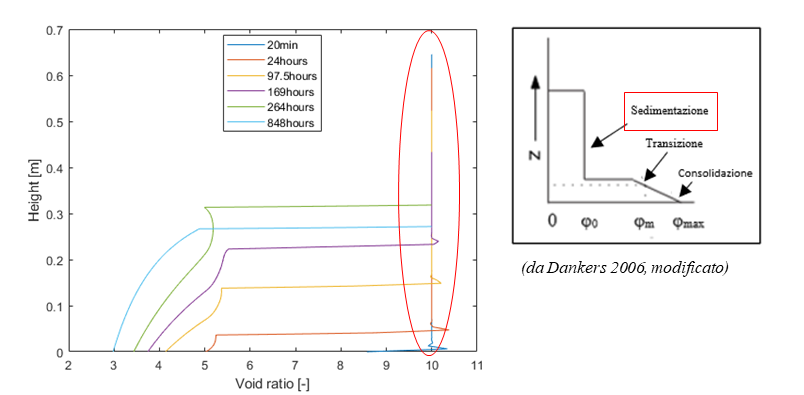 0.7
0.6
0.5
0.4
0.3
0.2
0.1
0
Height [m]
2 3 4 5 6 7 8 9 10 11
Void ratio [-]
20min
24hours
97.5hours
169hours
264hours
848hours
Sedimentazione
Transizione
Consolidazione
Z
0 φ0 φm φmax
(da Dankers 2006, modificato)